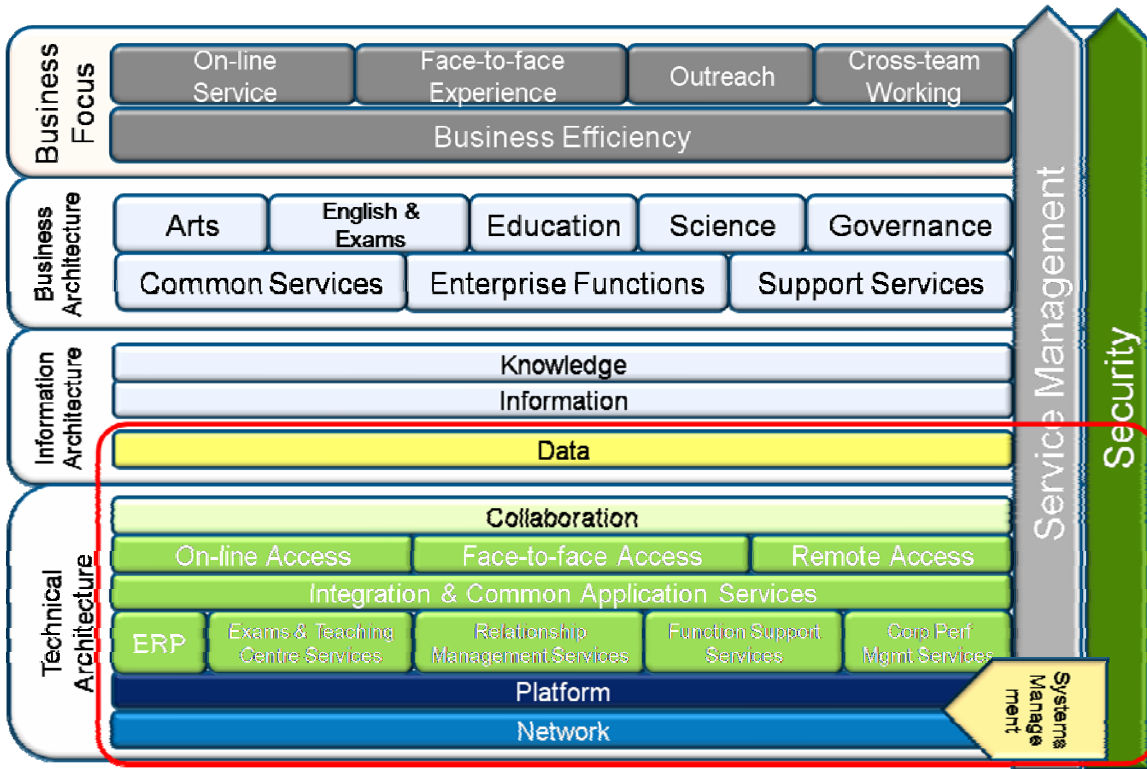 Business
Focus
On-line
Service
Face-to-face
Experience
Outreach
Cross-team
Working
Business Efficiency
Business
Architecture
Arts
English &
Exams
Education
Science
Governance
Common Services
Enterprise Functions
Support Services
Information
Architecture
Knowledge
Information
Data
Technical
Architecture
Collaboration
On-line Access
Face-to-face Access
Remote Access
Integration & Common Application Services
ERP
Exams & Teaching
Centre Services
Relationship
Management Services
Function Support
Services
Corp Perf
Mgmt Services
Platform
Network
Systems
Manage
ment
Service Management
Security